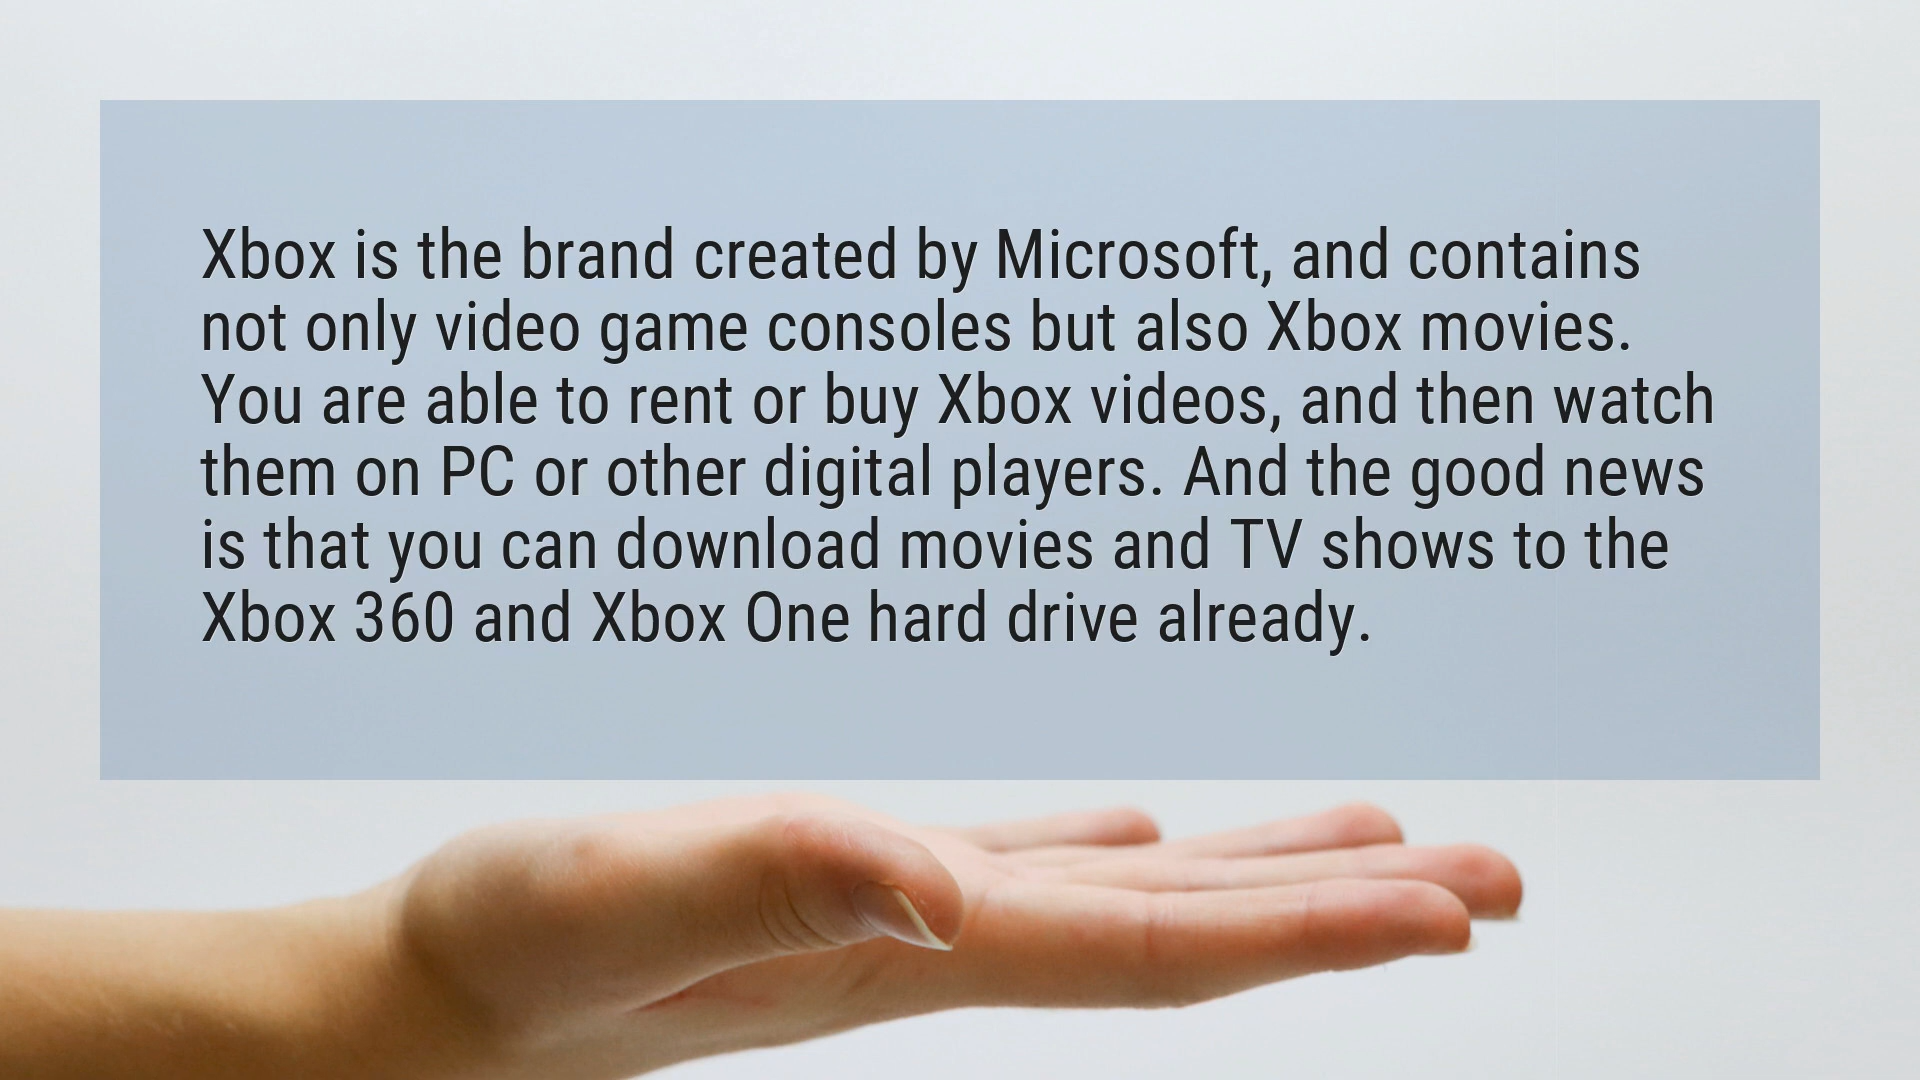 Xbox is the brand created by Microsoft, and contains
not only video game consoles but also Xbox movies.
You are able to rent or buy Xbox videos, and then watch
them on PC or other digital players. And the good news
is that you can download movies and TV shows to the
Xbox 360 and Xbox One hard drive already.